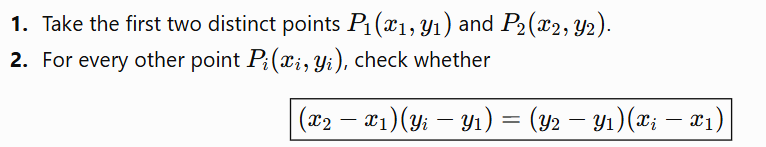 1. Take the first two distinct points P₁(x₁, y₁) and P₂(x₂, y₂).
2. For every other point Pᵢ(xᵢ, yᵢ), check whether
(x₂ − x₁)(yᵢ − y₁) = (y₂ − y₁)(xᵢ − x₁)